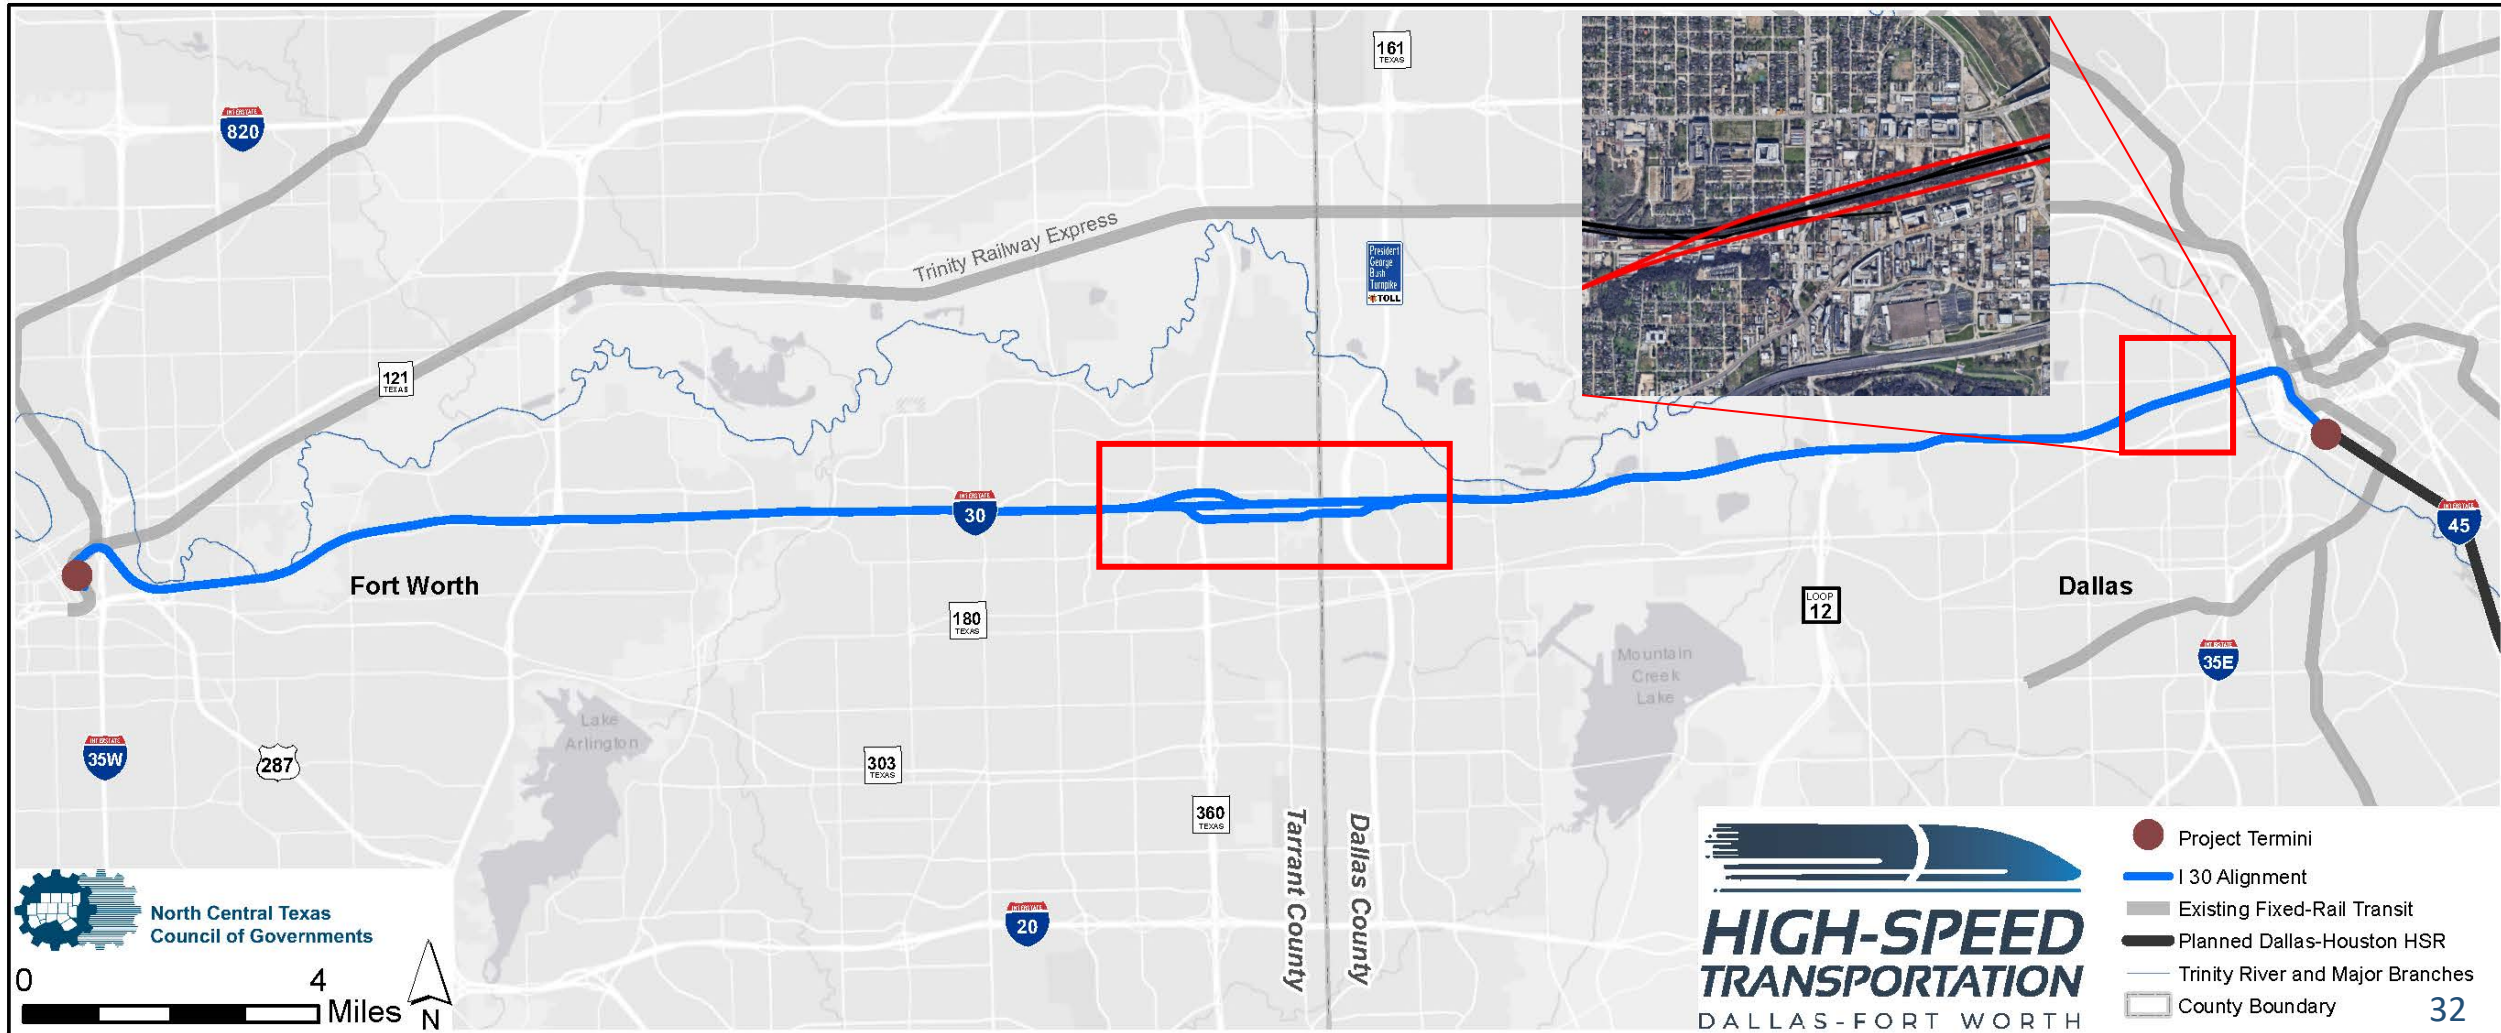 161
TEXAS
INTERSTATE
820
Trinity Railway Express
President
George
Bush
Turnpike
TOLL
121
TEXAS
INTERSTATE
30
INTERSTATE
45
Fort Worth
Dallas
180
TEXAS
LOOP
12
Mountain
Creek
Lake
INTERSTATE
35E
Lake
Arlington
INTERSTATE
35W
287
303
TEXAS
360
TEXAS
Tarrant County
Dallas County
INTERSTATE
20
North Central Texas
Council of Governments
0 4
Miles
N
HIGH-SPEED
TRANSPORTATION
DALLAS-FORT WORTH
Project Termini
I 30 Alignment
Existing Fixed-Rail Transit
Planned Dallas-Houston HSR
Trinity River and Major Branches
County Boundary
32